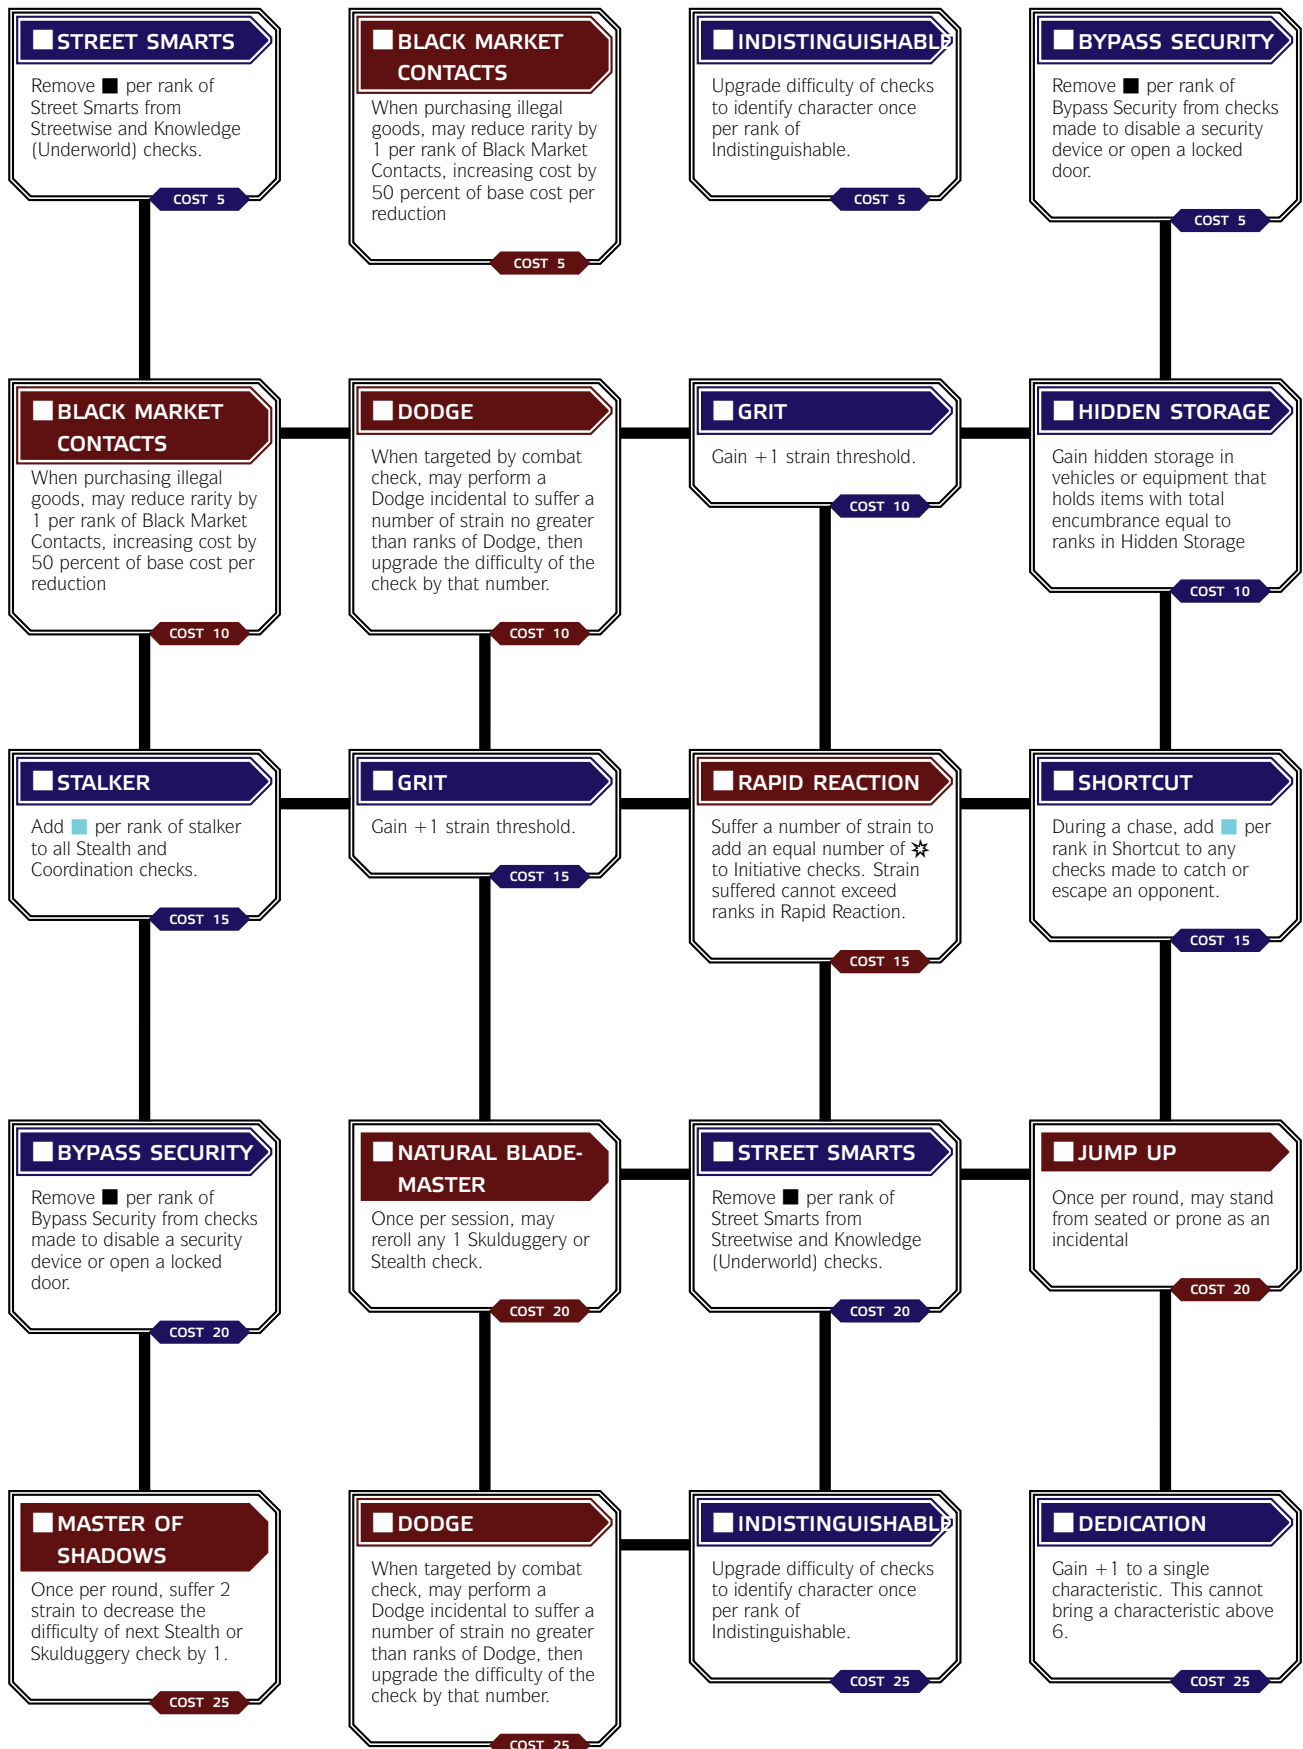 STREET SMARTS
Remove ■ per rank of
Street Smarts from
Streetwise and Knowledge
(Underworld) checks.
COST 5
BLACK MARKET
CONTACTS
When purchasing illegal
goods, may reduce rarity by
1 per rank of Black Market
Contacts, increasing cost by
50 percent of base cost per
reduction
COST 5
INDISTINGUISHABLE
Upgrade difficulty of checks
to identify character once
per rank of
Indistinguishable.
COST 5
BYPASS SECURITY
Remove ■ per rank of
Bypass Security from checks
made to disable a security
device or open a locked
door.
COST 5
BLACK MARKET
CONTACTS
When purchasing illegal
goods, may reduce rarity by
1 per rank of Black Market
Contacts, increasing cost by
50 percent of base cost per
reduction
COST 10
DODGE
When targeted by combat
check, may perform a
Dodge incidental to suffer a
number of strain no greater
than ranks of Dodge, then
upgrade the difficulty of the
check by that number.
COST 10
GRIT
Gain +1 strain threshold.
COST 10
HIDDEN STORAGE
Gain hidden storage in
vehicles or equipment that
holds items with total
encumbrance equal to
ranks in Hidden Storage
COST 10
STALKER
Add ■ per rank of stalker
to all Stealth and
Coordination checks.
COST 15
GRIT
Gain +1 strain threshold.
COST 15
RAPID REACTION
Suffer a number of strain to
add an equal number of
to Initiative checks. Strain
suffered cannot exceed
ranks in Rapid Reaction.
COST 15
SHORTCUT
During a chase, add ■ per
rank in Shortcut to any
checks made to catch or
escape an opponent.
COST 15
BYPASS SECURITY
Remove ■ per rank of
Bypass Security from checks
made to disable a security
device or open a locked
door.
COST 20
NATURAL BLADE-
MASTER
Once per session, may
reroll any 1 Skulduggery or
Stealth check.
COST 20
STREET SMARTS
Remove ■ per rank of
Street Smarts from
Streetwise and Knowledge
(Underworld) checks.
COST 20
JUMP UP
Once per round, may stand
from seated or prone as an
incidental
COST 20
MASTER OF
SHADOWS
Once per round, suffer 2
strain to decrease the
difficulty of next Stealth or
Skulduggery check by 1.
COST 25
DODGE
When targeted by combat
check, may perform a
Dodge incidental to suffer a
number of strain no greater
than ranks of Dodge, then
upgrade the difficulty of the
check by that number.
COST 25
INDISTINGUISHABLE
Upgrade difficulty of checks
to identify character once
per rank of
Indistinguishable.
COST 25
DEDICATION
Gain +1 to a single
characteristic. This cannot
bring a characteristic above
6.
COST 25